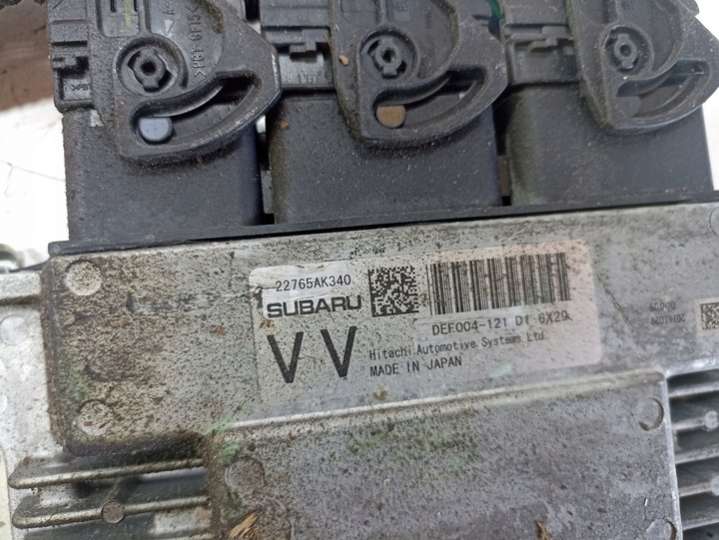 22765AK340
SUBARU
VV
DEF004-121 D1 6X29
Hitachi Automotive Systems Ltd.
MADE IN JAPAN